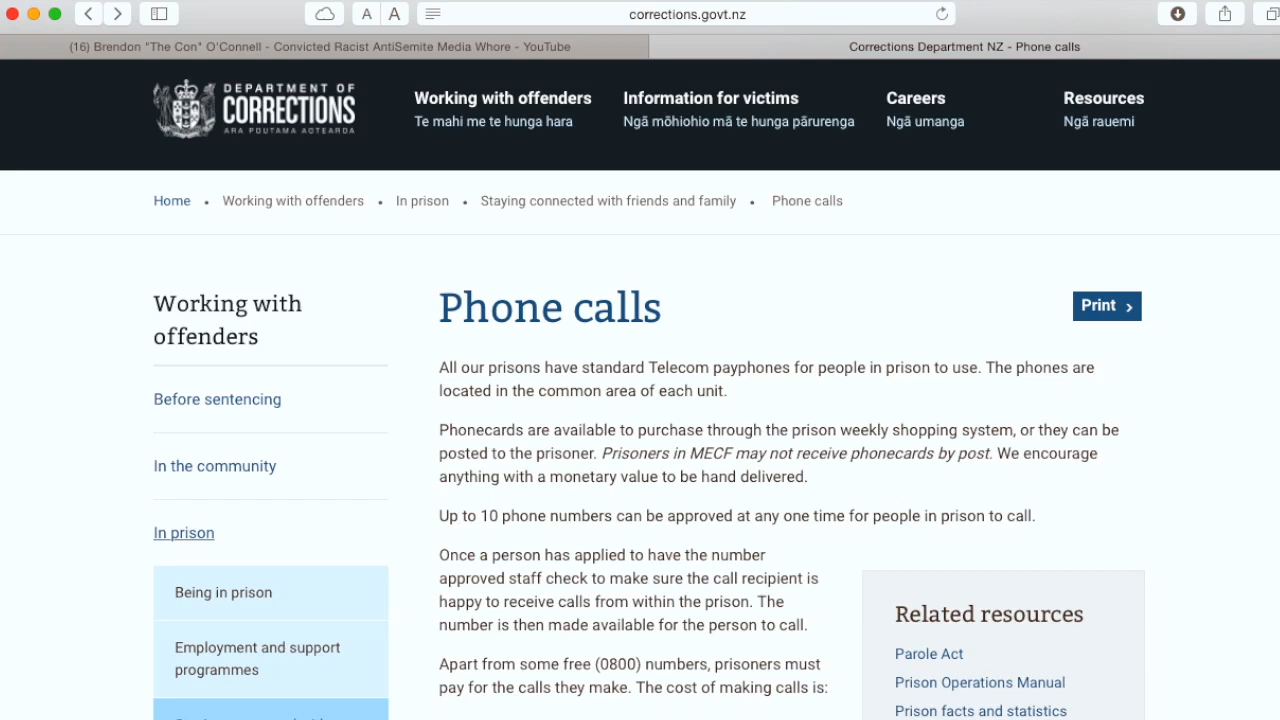 A A
corrections.govt.nz
(16) Brendon "The Con" O'Connell - Convicted Racist AntiSemite Media Whore - YouTube
Corrections Department NZ - Phone calls
DEPARTMENT OF
CORRECTIONS
ARA POUTAMA AOTEAROA
Working with offenders
Te mahi me te hunga hara
Information for victims
Ngā mōhiohio mā te hunga pārurenga
Careers
Ngā umanga
Resources
Ngā rauemi
Home • Working with offenders • In prison • Staying connected with friends and family • Phone calls
Working with
offenders
Before sentencing
In the community
In prison
Being in prison
Employment and support
programmes
Phone calls
Print
All our prisons have standard Telecom payphones for people in prison to use. The phones are
located in the common area of each unit.
Phonecards are available to purchase through the prison weekly shopping system, or they can be
posted to the prisoner. Prisoners in MECF may not receive phonecards by post. We encourage
anything with a monetary value to be hand delivered.
Up to 10 phone numbers can be approved at any one time for people in prison to call.
Once a person has applied to have the number
approved staff check to make sure the call recipient is
happy to receive calls from within the prison. The
number is then made available for the person to call.
Apart from some free (0800) numbers, prisoners must
pay for the calls they make. The cost of making calls is:
Related resources
Parole Act
Prison Operations Manual
Prison facts and statistics